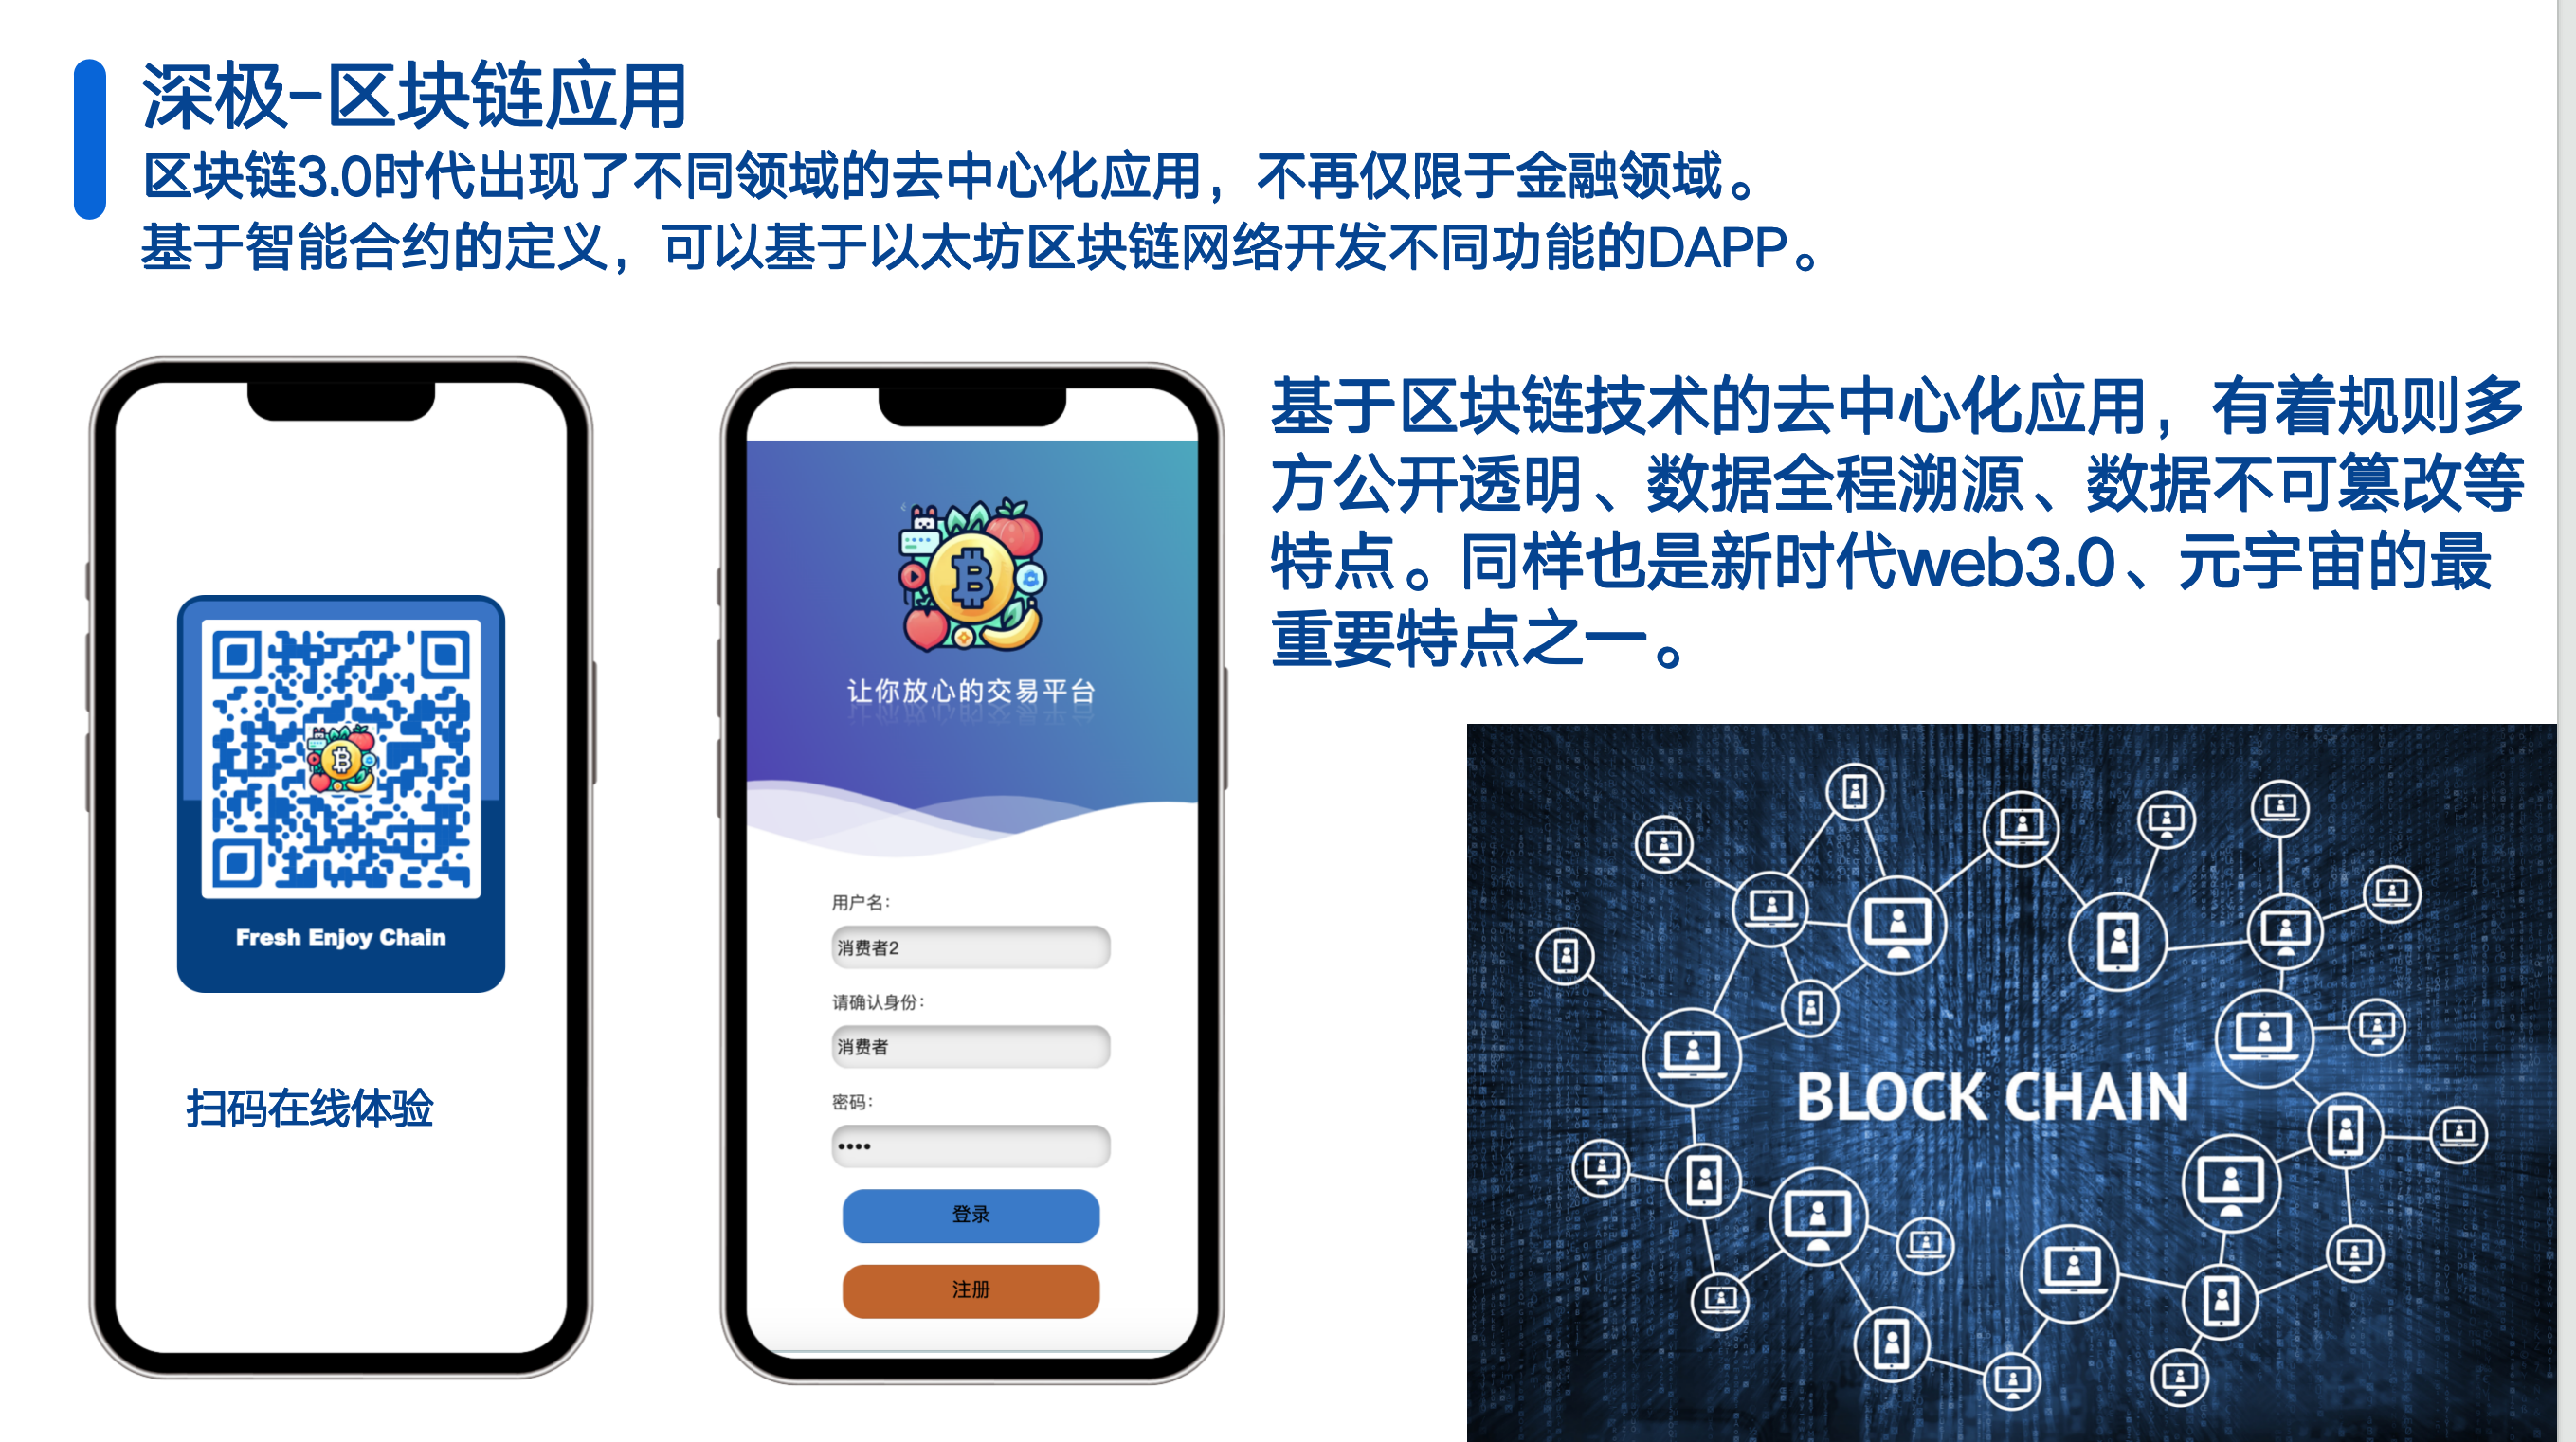 深极-区块链应用
区块链3.0时代出现了不同领域的去中心化应用，不再仅限于金融领域。
基于智能合约的定义，可以基于以太坊区块链网络开发不同功能的DAPP。
Fresh Enjoy Chain
扫码在线体验
让你放心的交易平台
用户名：
消费者2
请确认身份：
消费者
密码：
••••
登录
注册
基于区块链技术的去中心化应用，有着规则多
方公开透明、数据全程溯源、数据不可篡改等
特点。同样也是新时代web3.0、元宇宙的最
重要特点之一。
BLOCK CHAIN